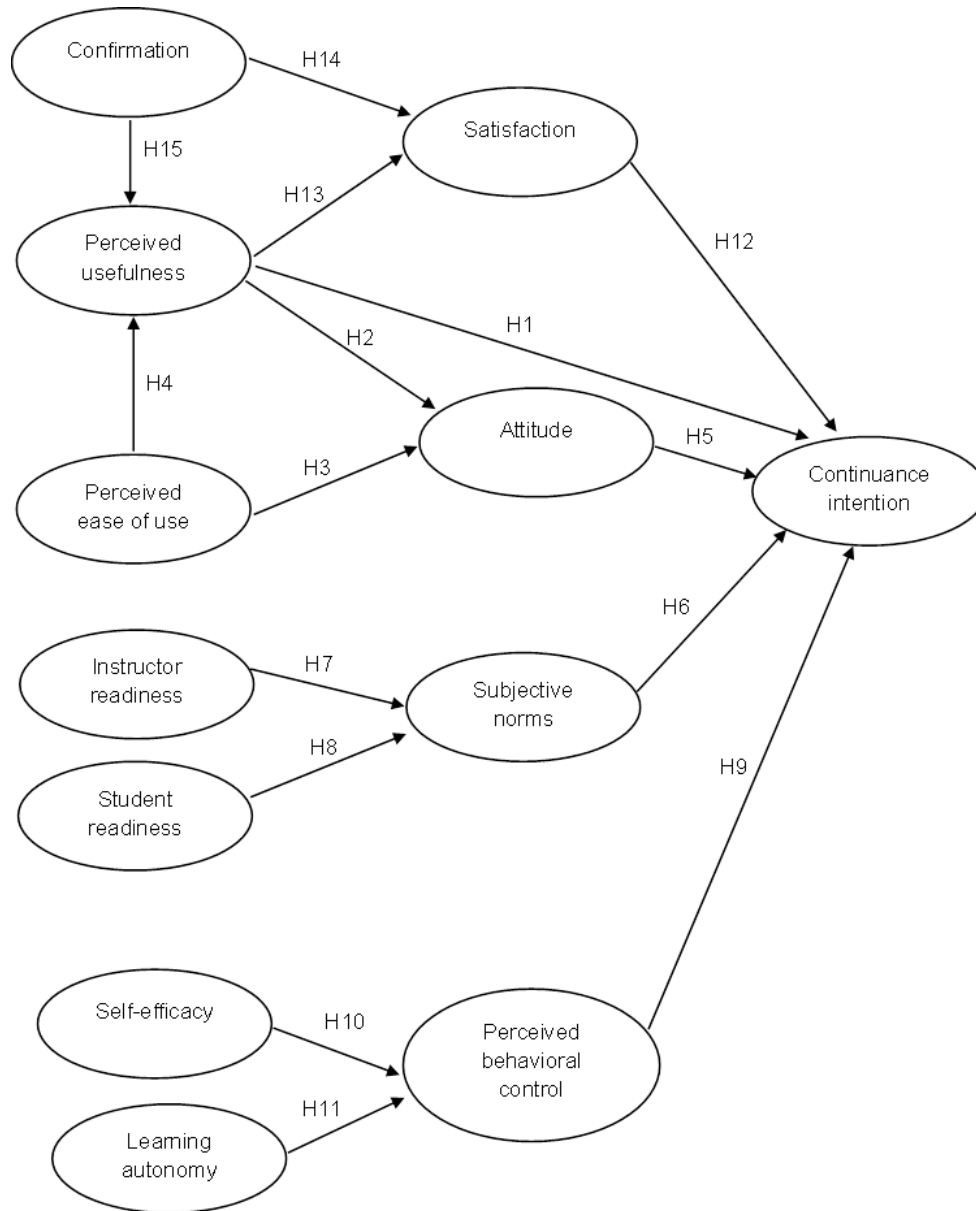 Confirmation
H14
Satisfaction
H15
H13
Perceived
usefulness
H12
H1
H2
H4
Attitude
H5
H3
Continuance
intention
Perceived
ease of use
H6
Instructor
readiness
H7
Subjective
norms
H8
Student
readiness
H9
Self-efficacy
H10
Perceived
behavioral
control
H11
Learning
autonomy